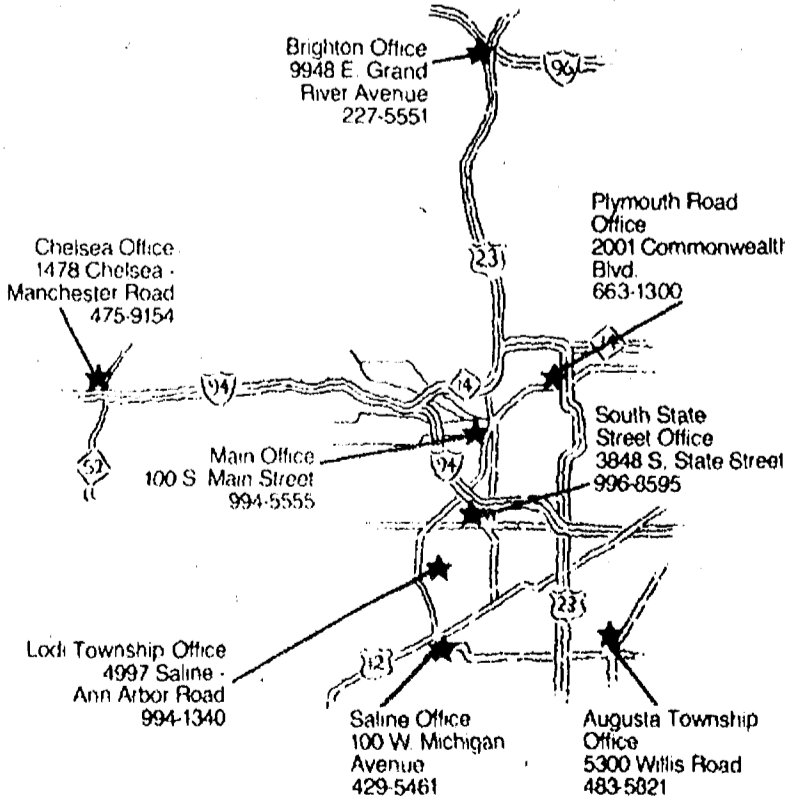 Brighton Office
9948 E. Grand
River Avenue
227-5551
96
Plymouth Road
Office
2001 Commonwealth
Blvd.
663-1300
23
Chelsea Office
1478 Chelsea -
Manchester Road
475-9154
94
14
14
52
South State
Street Office
3848 S. State Street
996-8595
Main Office
100 S. Main Street
994-5555
94
23
12
Lodi Township Office
4997 Saline -
Ann Arbor Road
994-1340
Saline Office
100 W. Michigan
Avenue
429-5461
Augusta Township
Office
5300 Willis Road
483-5821